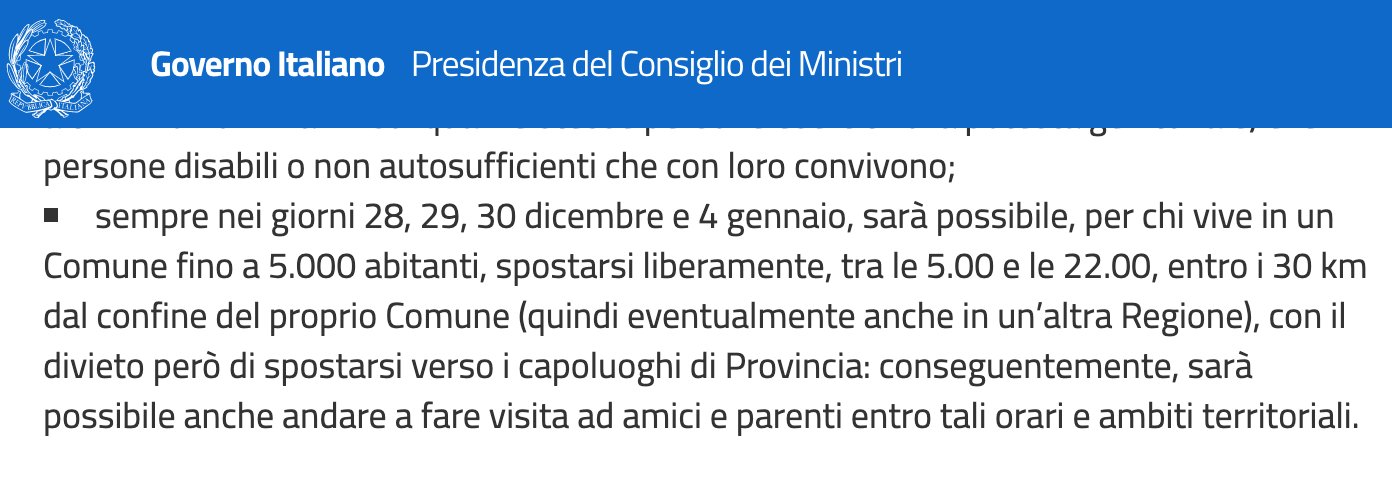 Governo Italiano Presidenza del Consiglio dei Ministri
REPVBBLICA ITALIANA
persone disabili o non autosufficienti che con loro convivono;
▪ sempre nei giorni 28, 29, 30 dicembre e 4 gennaio, sarà possibile, per chi vive in un
Comune fino a 5.000 abitanti, spostarsi liberamente, tra le 5.00 e le 22.00, entro i 30 km
dal confine del proprio Comune (quindi eventualmente anche in un’altra Regione), con il
divieto però di spostarsi verso i capoluoghi di Provincia: conseguentemente, sarà
possibile anche andare a fare visita ad amici e parenti entro tali orari e ambiti territoriali.